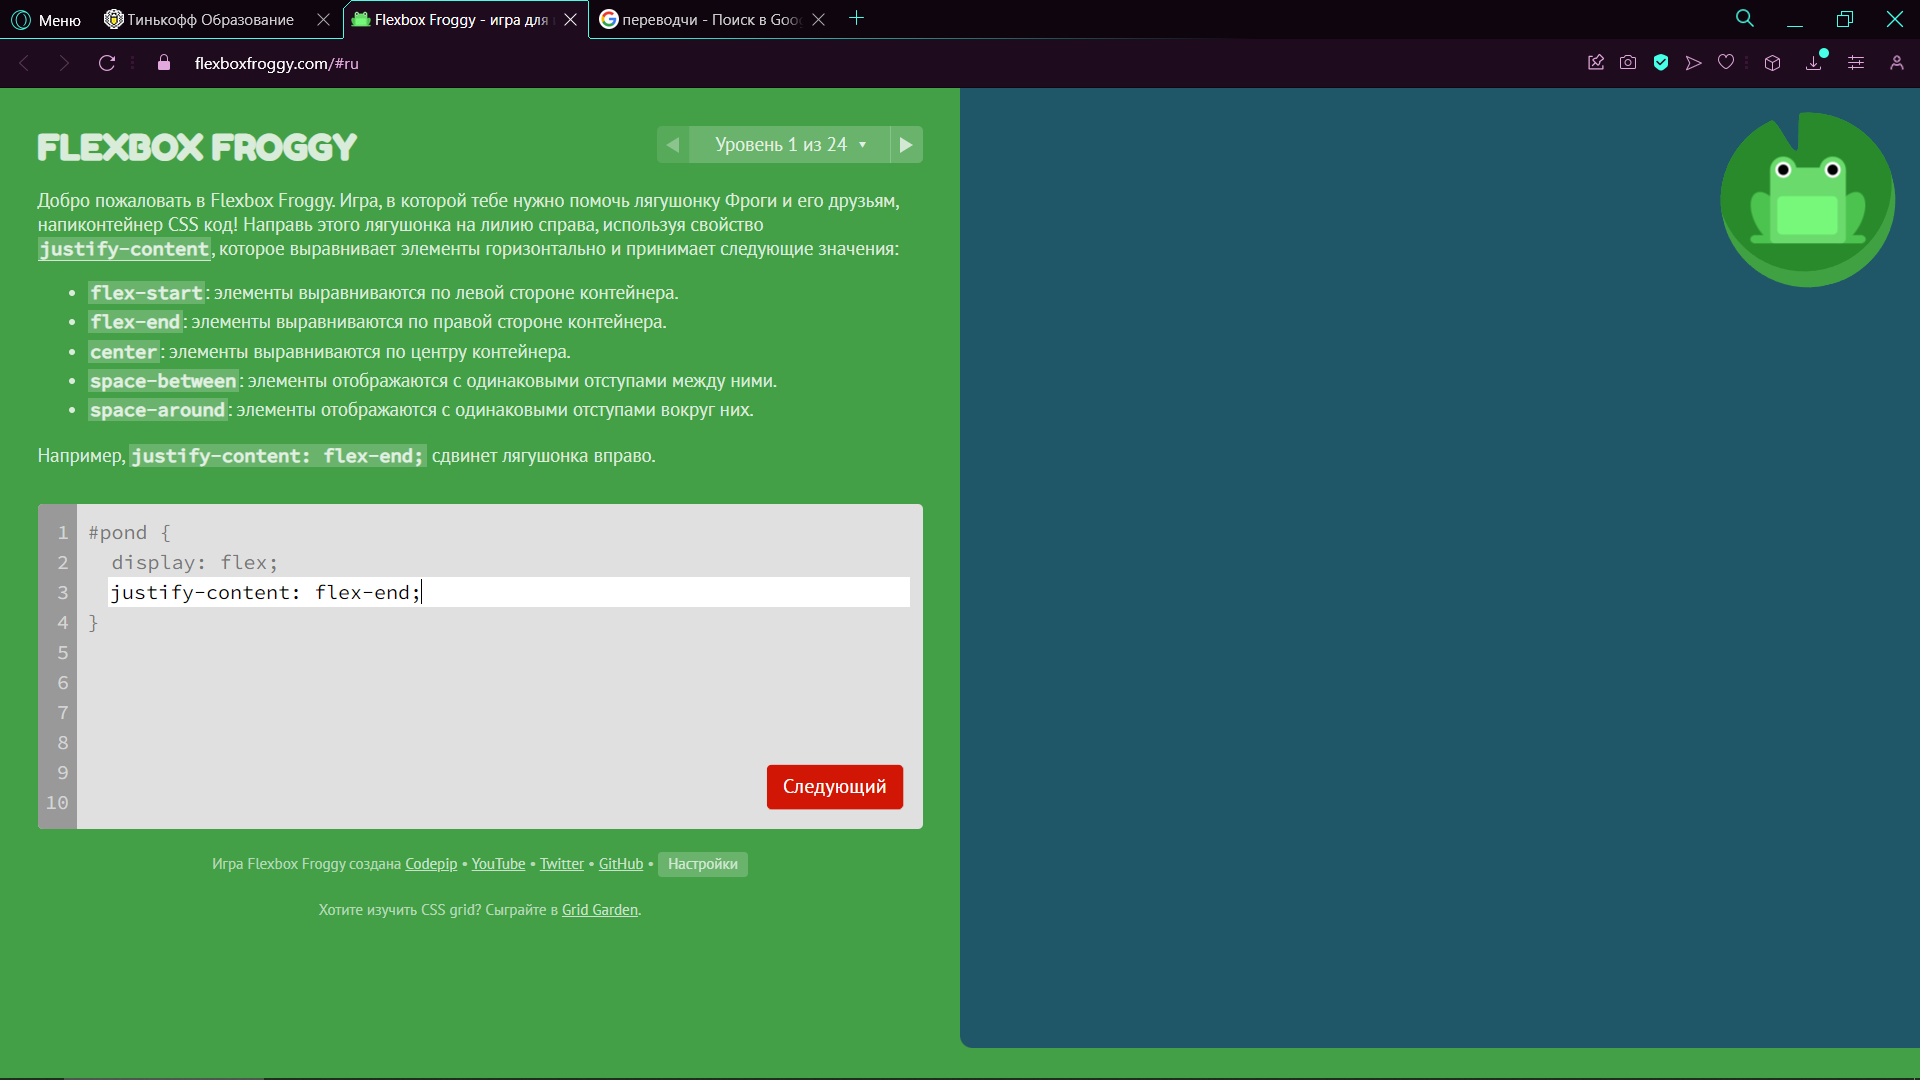 Меню
Тинькофф Образование
Flexbox Froggy - игра для
переводчи - Поиск в Goo
flexboxfroggy.com/#ru
FLEXBOX FROGGY
Уровень 1 из 24
Добро пожаловать в Flexbox Froggy. Игра, в которой тебе нужно помочь лягушонку Фроги и его друзьям,
напиконтейнер CSS код! Направь этого лягушонка на лилию справа, используя свойство
justify-content, которое выравнивает элементы горизонтально и принимает следующие значения:
• flex-start: элементы выравниваются по левой стороне контейнера.
• flex-end: элементы выравниваются по правой стороне контейнера.
• center: элементы выравниваются по центру контейнера.
• space-between: элементы отображаются с одинаковыми отступами между ними.
• space-around: элементы отображаются с одинаковыми отступами вокруг них.
Например, justify-content: flex-end; сдвинет лягушонка вправо.
1 #pond {
2 display: flex;
3 justify-content: flex-end;
4 }
5
6
7
8
9
10
Следующий
Игра Flexbox Froggy создана Codepip • YouTube • Twitter • GitHub • Настройки
Хотите изучить CSS grid? Сыграйте в Grid Garden.